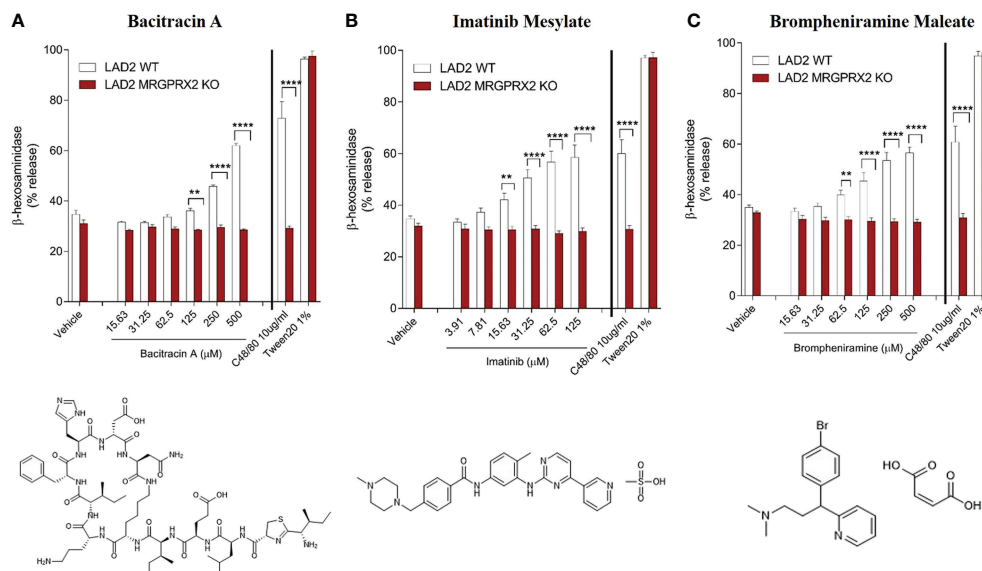 A
Bacitracin A
β-hexosaminidase
(% release)
100
80
60
40
20
0
LAD2 WT
LAD2 MRGPRX2 KO
**
****
****
****
Vehicle
15.63
31.25
62.5
125
250
500
C48/80 10ug/ml
Tween20 1%
Bacitracin A (μM)
B
Imatinib Mesylate
β-hexosaminidase
(% release)
100
80
60
40
20
0
LAD2 WT
LAD2 MRGPRX2 KO
**
****
****
****
****
Vehicle
3.91
7.81
15.63
31.25
62.5
125
C48/80 10ug/ml
Tween20 1%
Imatinib (μM)
C
Brompheniramine Maleate
β-hexosaminidase
(% release)
100
80
60
40
20
0
LAD2 WT
LAD2 MRGPRX2 KO
**
****
****
****
****
Vehicle
15.63
31.25
62.5
125
250
500
C48/80 10ug/ml
Tween20 1%
Brompheniramine (μM)
N
NH
O
OH
O
NH
O
O
NH
O
NH2
O
NH
O
NH
O
NH
H2N
O
NH
O
OH
O
N
H
O
N
H
O
N
H
O
N
H
O
S
N
NH2
N
N
O
N
H
N
H
N
N
N
O
S
OH
O
Br
N
N
O
OH
HO
O